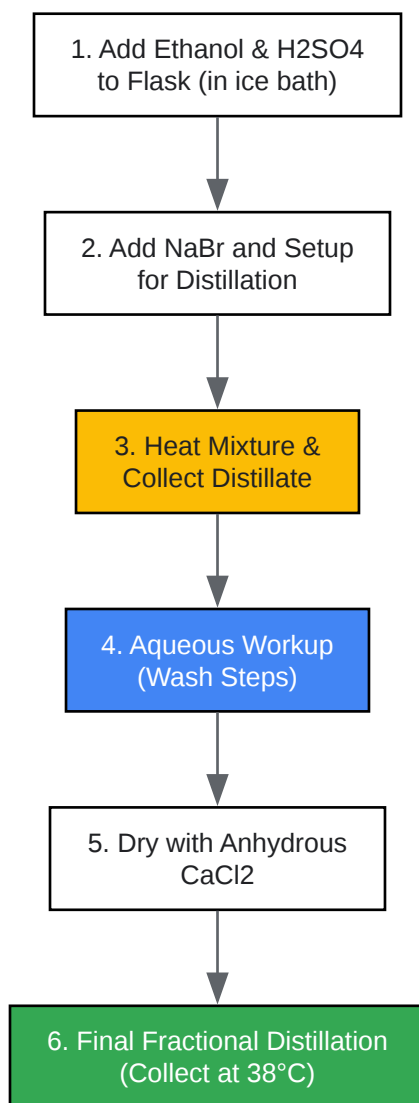 1. Add Ethanol & H2SO4
to Flask (in ice bath)
2. Add NaBr and Setup
for Distillation
3. Heat Mixture &
Collect Distillate
4. Aqueous Workup
(Wash Steps)
5. Dry with Anhydrous
CaCl2
6. Final Fractional Distillation
(Collect at 38°C)